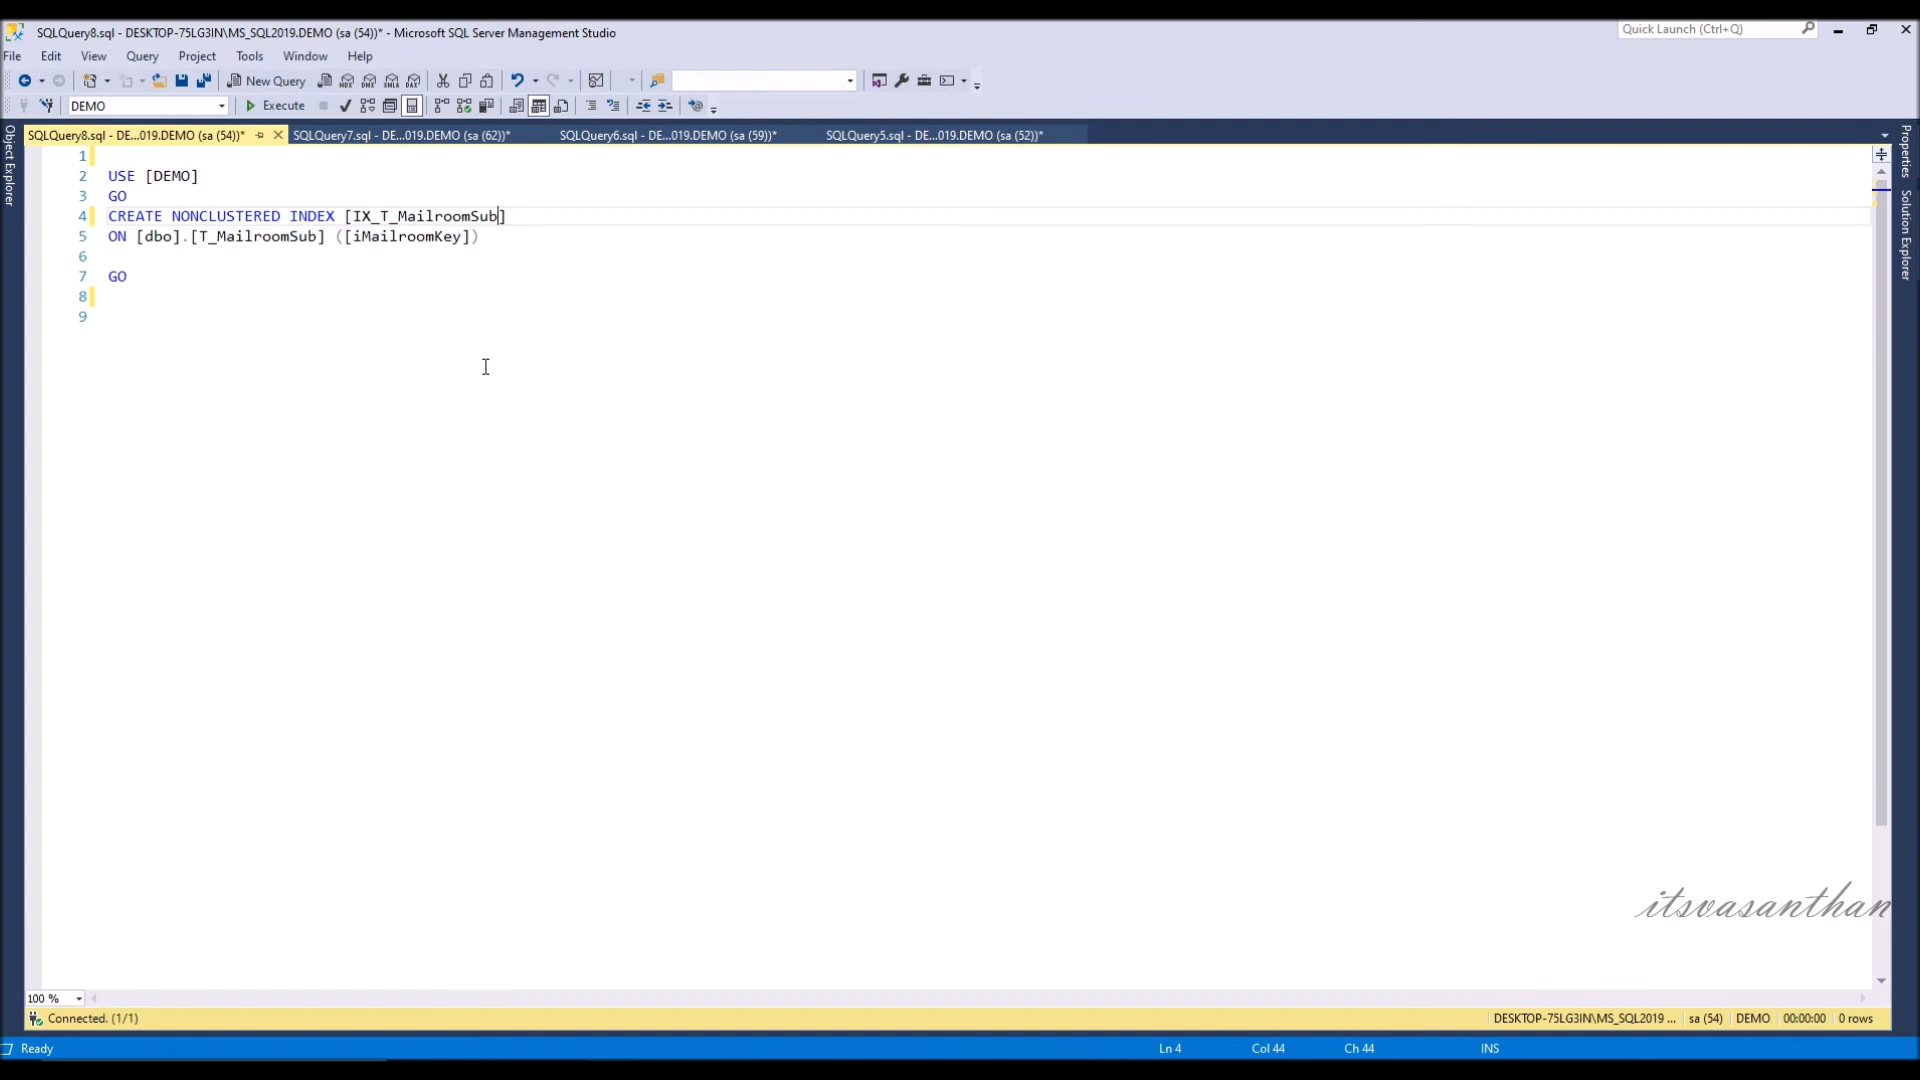 SQLQuery8.sql - DESKTOP-75LG3IN\MS_SQL2019.DEMO (sa (54))* - Microsoft SQL Server Management Studio
Quick Launch (Ctrl+Q)
File Edit View Query Project Tools Window Help
New Query
DEMO Execute
SQLQuery8.sql - DE...019.DEMO (sa (54))* SQLQuery7.sql - DE...019.DEMO (sa (62))* SQLQuery6.sql - DE...019.DEMO (sa (59))* SQLQuery5.sql - DE...019.DEMO (sa (52))*
Object Explorer
Properties
Solution Explorer
1
2 USE [DEMO]
3 GO
4 CREATE NONCLUSTERED INDEX [IX_T_MailroomSub]
5 ON [dbo].[T_MailroomSub] ([iMailroomKey])
6
7 GO
8
9
itsvasanthan
100 %
Connected. (1/1) DESKTOP-75LG3IN\MS_SQL2019 ... sa (54) DEMO 00:00:00 0 rows
Ready Ln 4 Col 44 Ch 44 INS